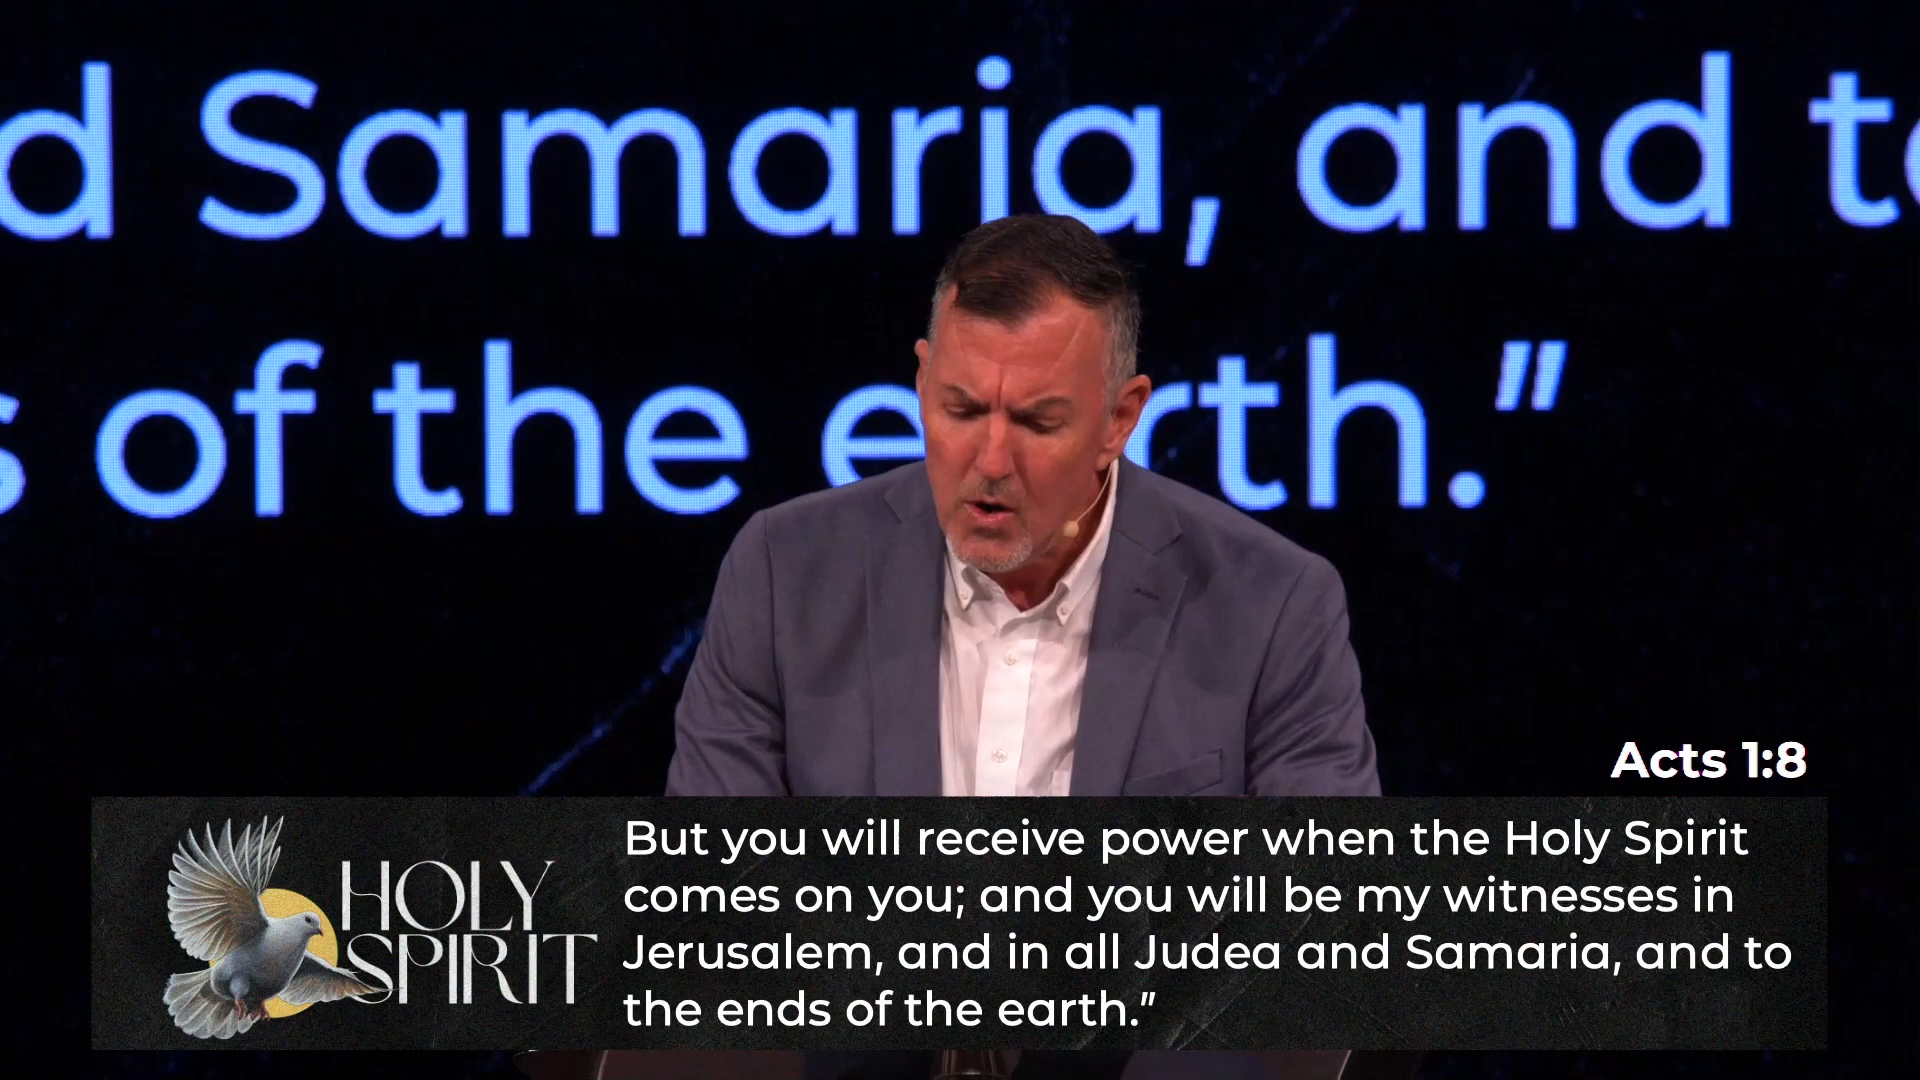 d Samaria, and to
s of the earth."
Acts 1:8
HOLY
SPIRIT
But you will receive power when the Holy Spirit
comes on you; and you will be my witnesses in
Jerusalem, and in all Judea and Samaria, and to
the ends of the earth.”